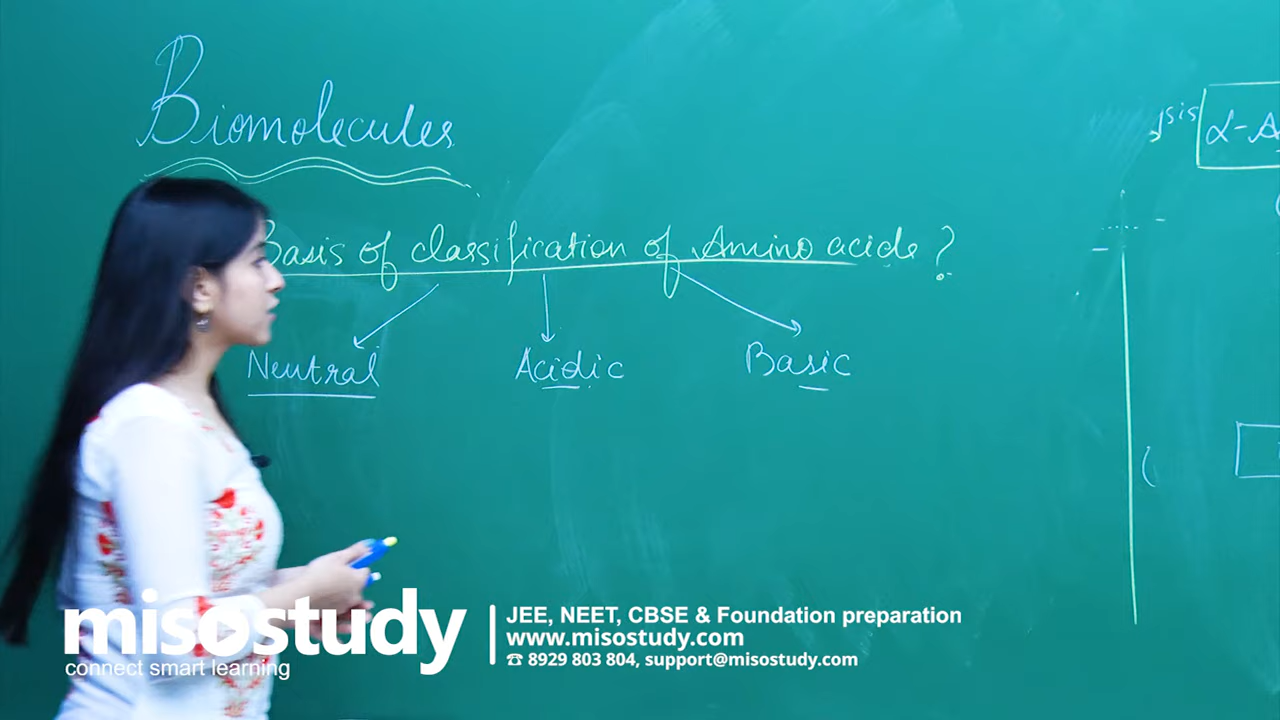 Biomolecules
Basis of classification of Amino acids ?
Neutral Acidic Basic
sis α-A
misostudy
connect smart learning
JEE, NEET, CBSE & Foundation preparation
www.misostudy.com
☎ 8929 803 804, support@misostudy.com